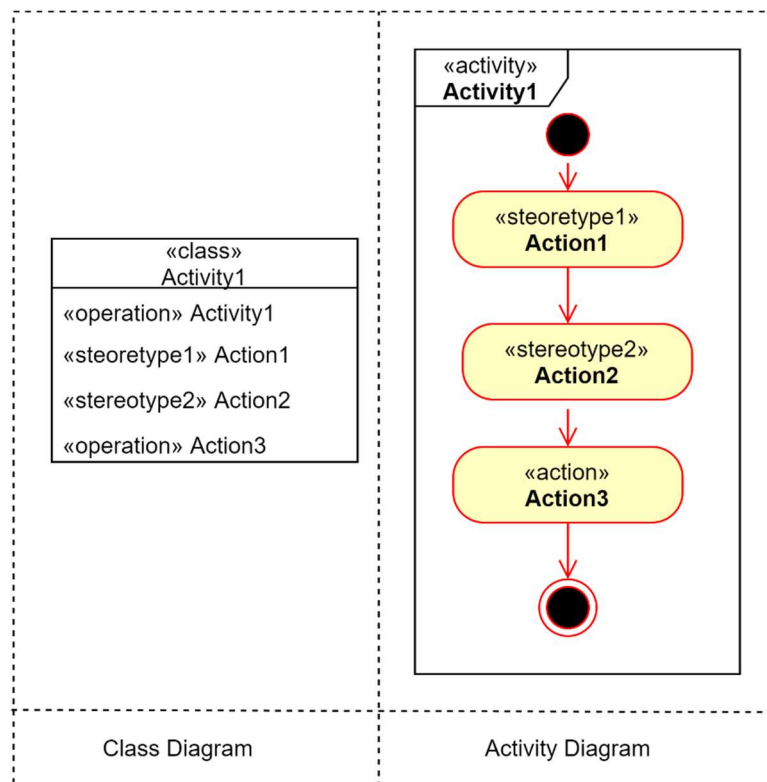 «class»
Activity1
«operation» Activity1
«steoretype1» Action1
«stereotype2» Action2
«operation» Action3
«activity»
Activity1
«steoretype1»
Action1
«stereotype2»
Action2
«action»
Action3
Class Diagram
Activity Diagram